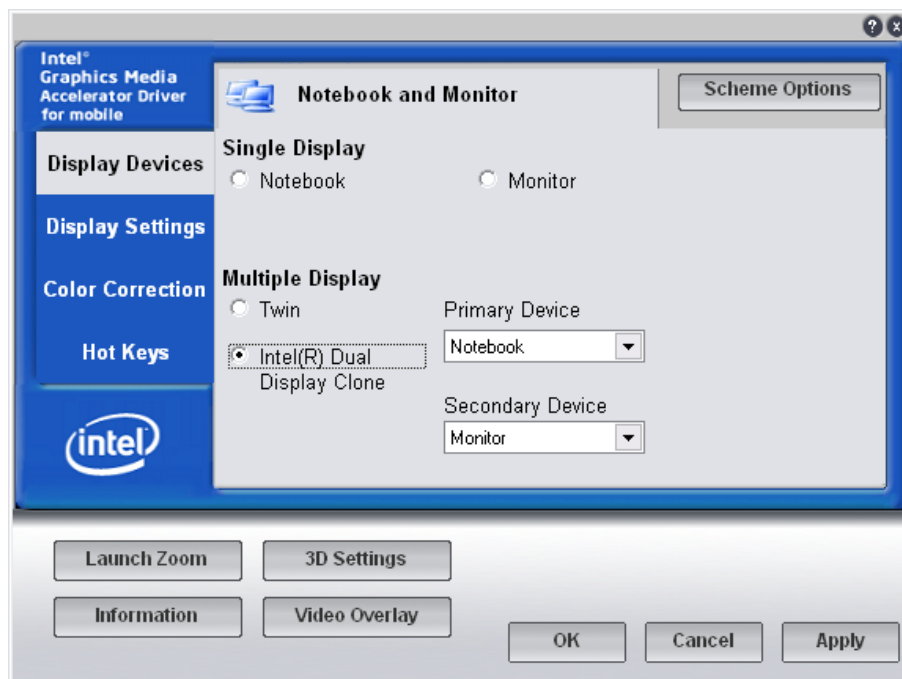 Intel®
Graphics Media
Accelerator Driver
for mobile
Notebook and Monitor
Scheme Options
Display Devices
Display Settings
Color Correction
Hot Keys
intel
Single Display
Notebook
Monitor
Multiple Display
Twin
Intel(R) Dual
Display Clone
Primary Device
Notebook
Secondary Device
Monitor
Launch Zoom
3D Settings
Information
Video Overlay
OK
Cancel
Apply